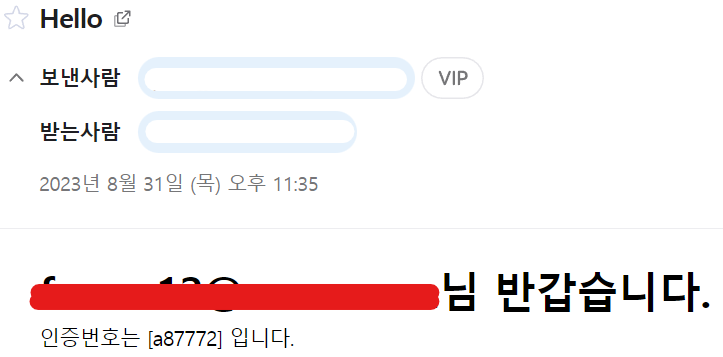 Hello
보낸사람 VIP
받는사람
2023년 8월 31일 (목) 오후 11:35
님 반갑습니다.
인증번호는 [a87772] 입니다.